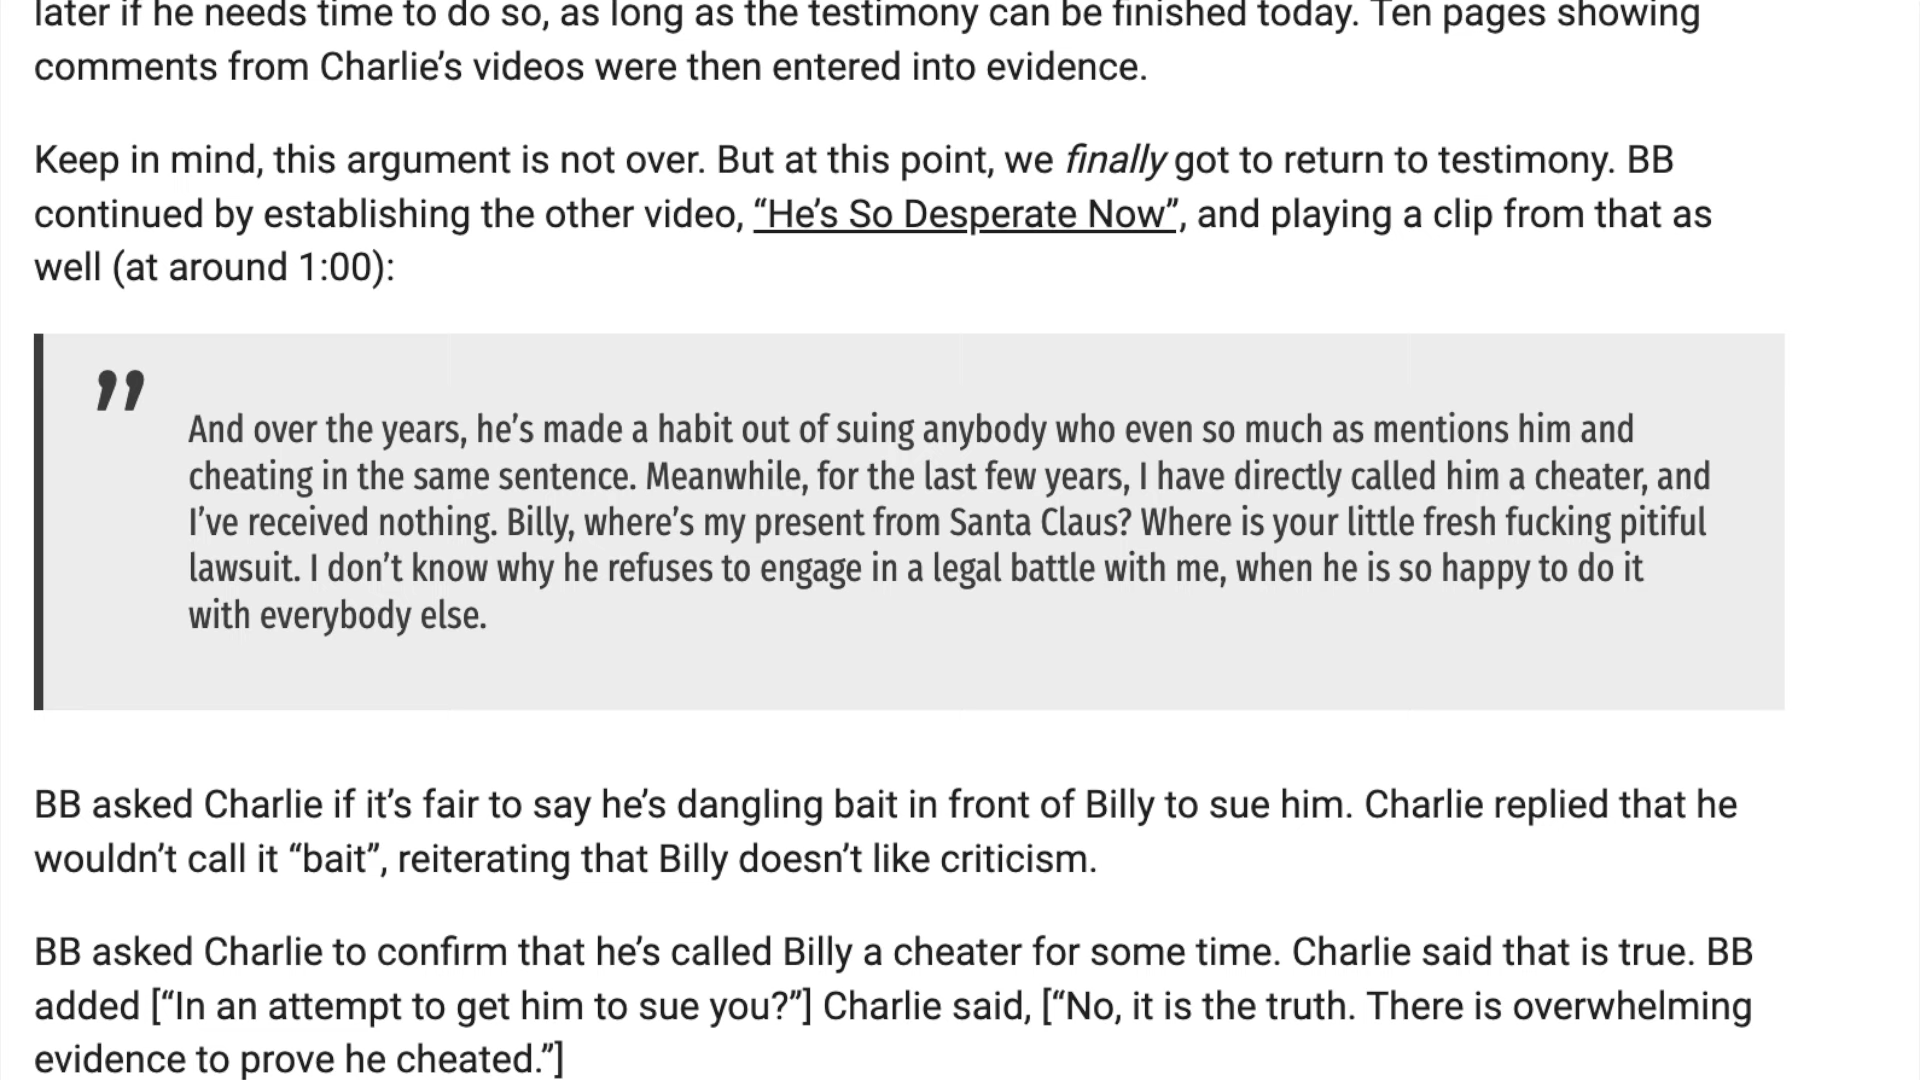 later if he needs time to do so, as long as the testimony can be finished today. Ten pages showing
comments from Charlie’s videos were then entered into evidence.
Keep in mind, this argument is not over. But at this point, we finally got to return to testimony. BB
continued by establishing the other video, “He’s So Desperate Now”, and playing a clip from that as
well (at around 1:00):
”
And over the years, he’s made a habit out of suing anybody who even so much as mentions him and
cheating in the same sentence. Meanwhile, for the last few years, I have directly called him a cheater, and
I’ve received nothing. Billy, where’s my present from Santa Claus? Where is your little fresh fucking pitiful
lawsuit. I don’t know why he refuses to engage in a legal battle with me, when he is so happy to do it
with everybody else.
BB asked Charlie if it’s fair to say he’s dangling bait in front of Billy to sue him. Charlie replied that he
wouldn’t call it “bait”, reiterating that Billy doesn’t like criticism.
BB asked Charlie to confirm that he’s called Billy a cheater for some time. Charlie said that is true. BB
added [“In an attempt to get him to sue you?”] Charlie said, [“No, it is the truth. There is overwhelming
evidence to prove he cheated.”]